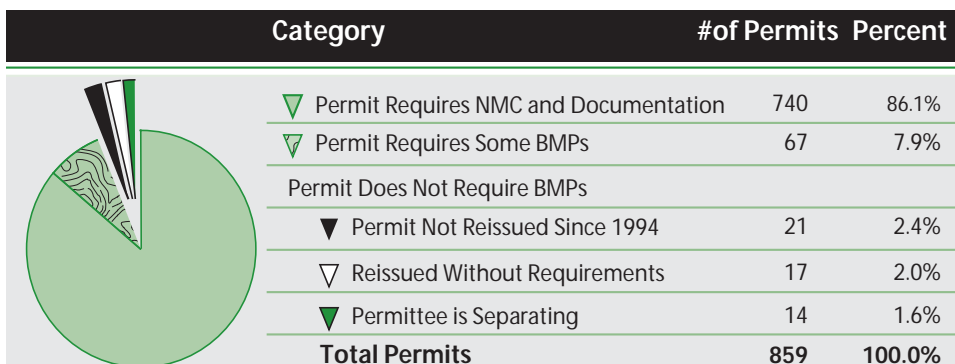 Category #of Permits Percent
Permit Requires NMC and Documentation 740 86.1%
Permit Requires Some BMPs 67 7.9%
Permit Does Not Require BMPs
Permit Not Reissued Since 1994 21 2.4%
Reissued Without Requirements 17 2.0%
Permittee is Separating 14 1.6%
Total Permits 859 100.0%